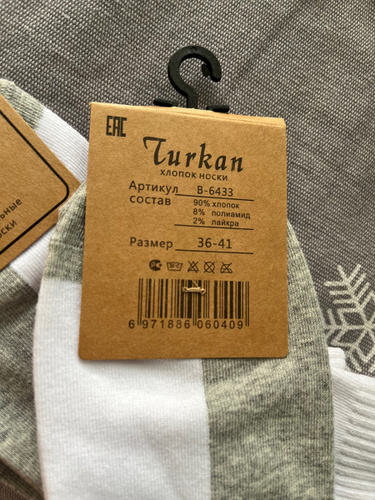 EAC
Turkan
ХЛОПОК НОСКИ
Артикул B-6433
состав 90% хлопок
8% полиамид
2% лайкра
Размер 36-41
6 971886 060409